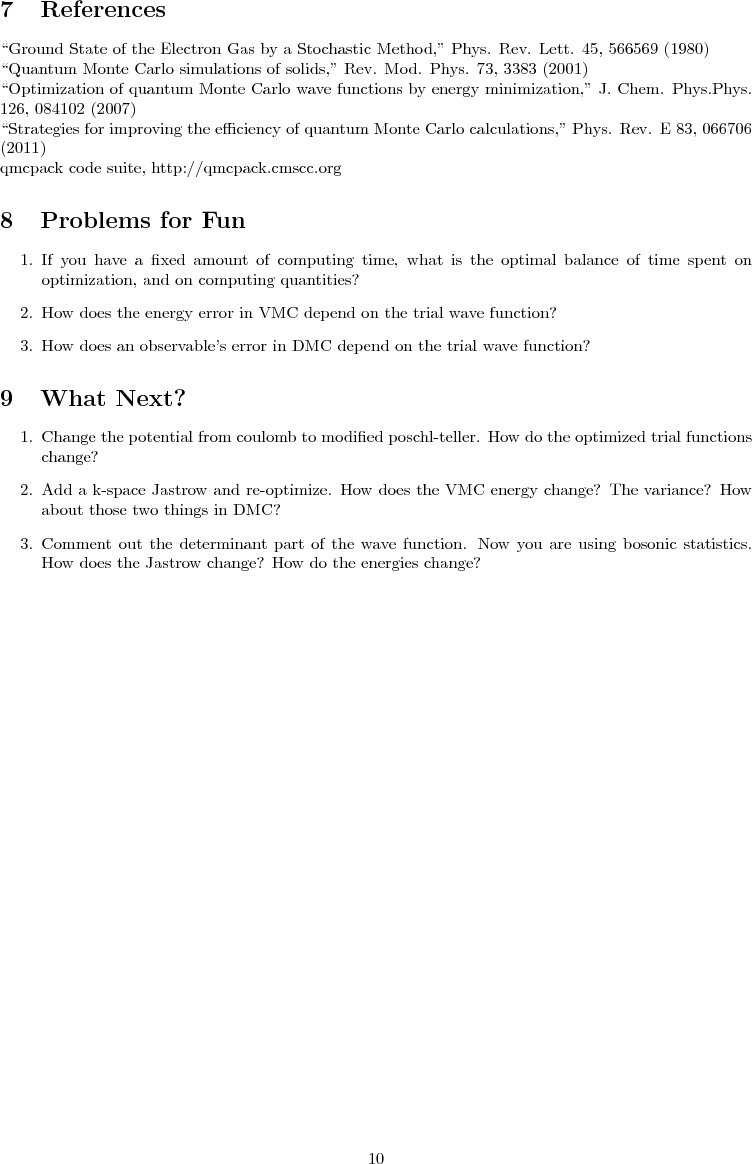 7 References
“Ground State of the Electron Gas by a Stochastic Method,” Phys. Rev. Lett. 45, 566569 (1980)
“Quantum Monte Carlo simulations of solids,” Rev. Mod. Phys. 73, 3383 (2001)
“Optimization of quantum Monte Carlo wave functions by energy minimization,” J. Chem. Phys.Phys.
126, 084102 (2007)
“Strategies for improving the efficiency of quantum Monte Carlo calculations,” Phys. Rev. E 83, 066706
(2011)
qmcpack code suite, http://qmcpack.cmscc.org
8 Problems for Fun
1. If you have a fixed amount of computing time, what is the optimal balance of time spent on
optimization, and on computing quantities?
2. How does the energy error in VMC depend on the trial wave function?
3. How does an observable’s error in DMC depend on the trial wave function?
9 What Next?
1. Change the potential from coulomb to modified poschl-teller. How do the optimized trial functions
change?
2. Add a k-space Jastrow and re-optimize. How does the VMC energy change? The variance? How
about those two things in DMC?
3. Comment out the determinant part of the wave function. Now you are using bosonic statistics.
How does the Jastrow change? How do the energies change?
10